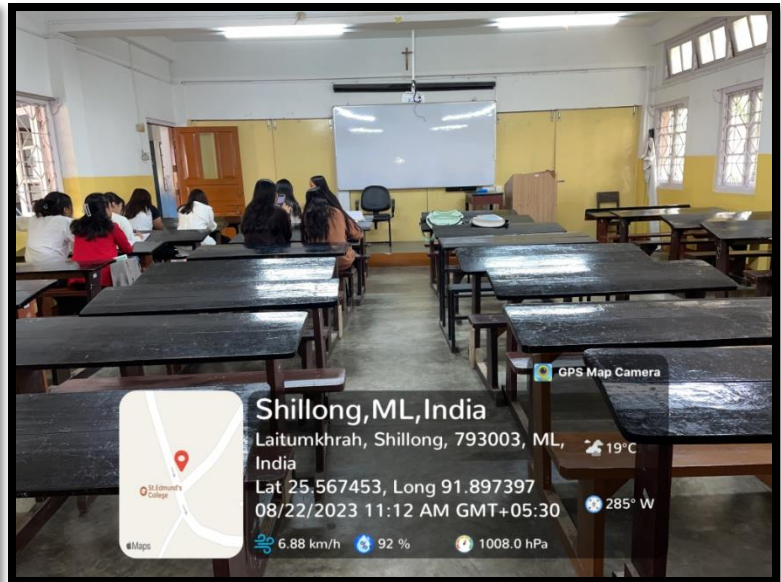 GPS Map Camera
Shillong,ML,India
Laitumkhrah, Shillong, 793003, ML,
India
19°C
Lat 25.567453, Long 91.897397
08/22/2023 11:12 AM GMT+05:30
285° W
6.88 km/h 92 % 1008.0 hPa
St.Edmund's
College
Maps